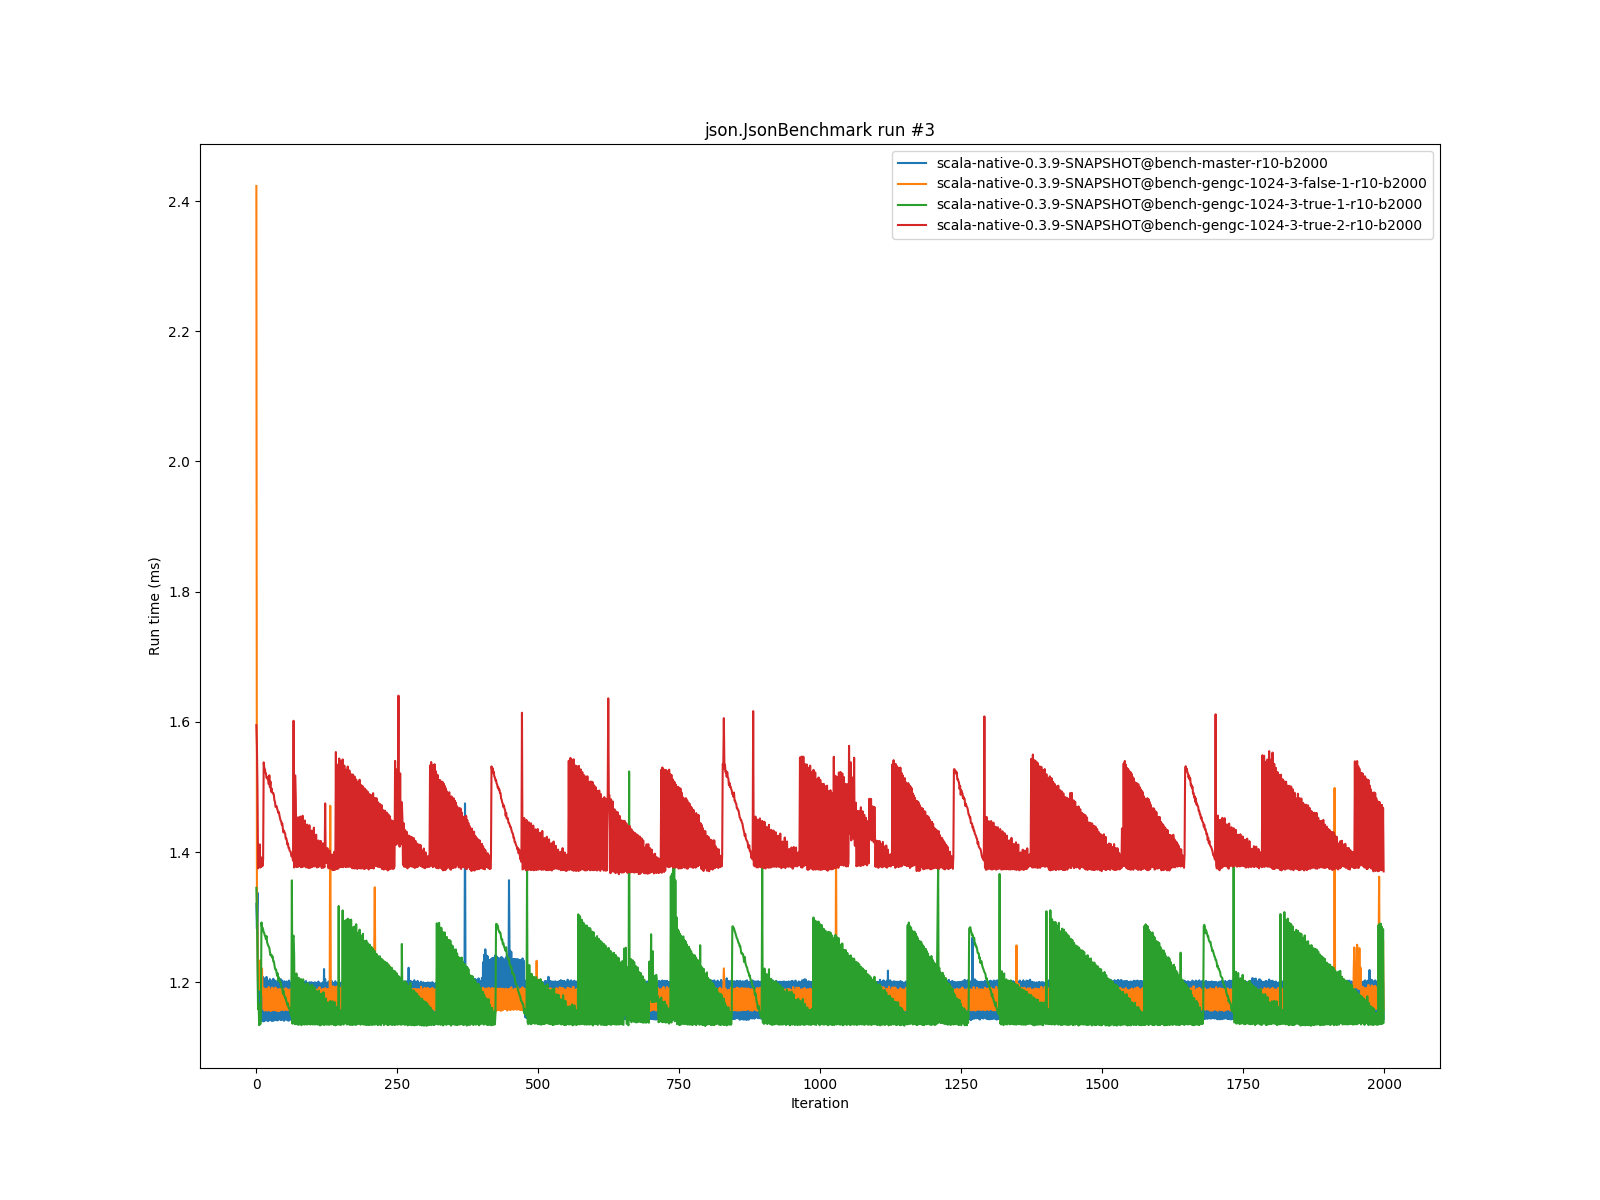 json.JsonBenchmark run #3
scala-native-0.3.9-SNAPSHOT@bench-master-r10-b2000
scala-native-0.3.9-SNAPSHOT@bench-gengc-1024-3-false-1-r10-b2000
scala-native-0.3.9-SNAPSHOT@bench-gengc-1024-3-true-1-r10-b2000
scala-native-0.3.9-SNAPSHOT@bench-gengc-1024-3-true-2-r10-b2000
Run time (ms)
2.4
2.2
2.0
1.8
1.6
1.4
1.2
0 250 500 750 1000 1250 1500 1750 2000
Iteration